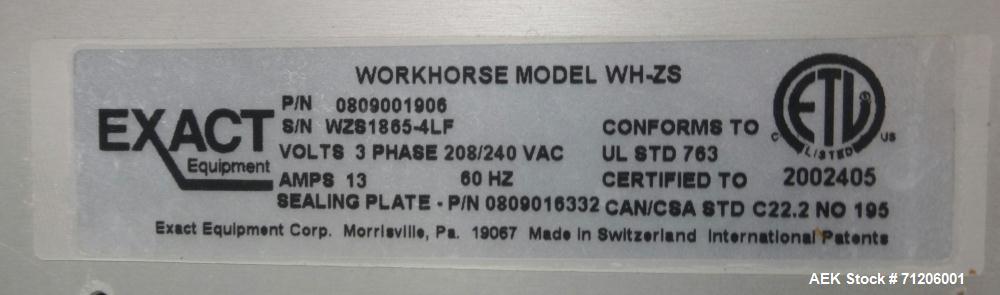 WORKHORSE MODEL WH-ZS
EXACT
Equipment
P/N 0809001906
S/N WZS1865-4LF
VOLTS 3 PHASE 208/240 VAC
AMPS 13 60 HZ
SEALING PLATE - P/N 0809016332
CONFORMS TO
UL STD 763
CERTIFIED TO
CAN/CSA STD C22.2 NO 195
ETL
LISTED
C US
2002405
Exact Equipment Corp. Morrisville, Pa. 19067 Made in Switzerland International Patents
AEK Stock # 71206001